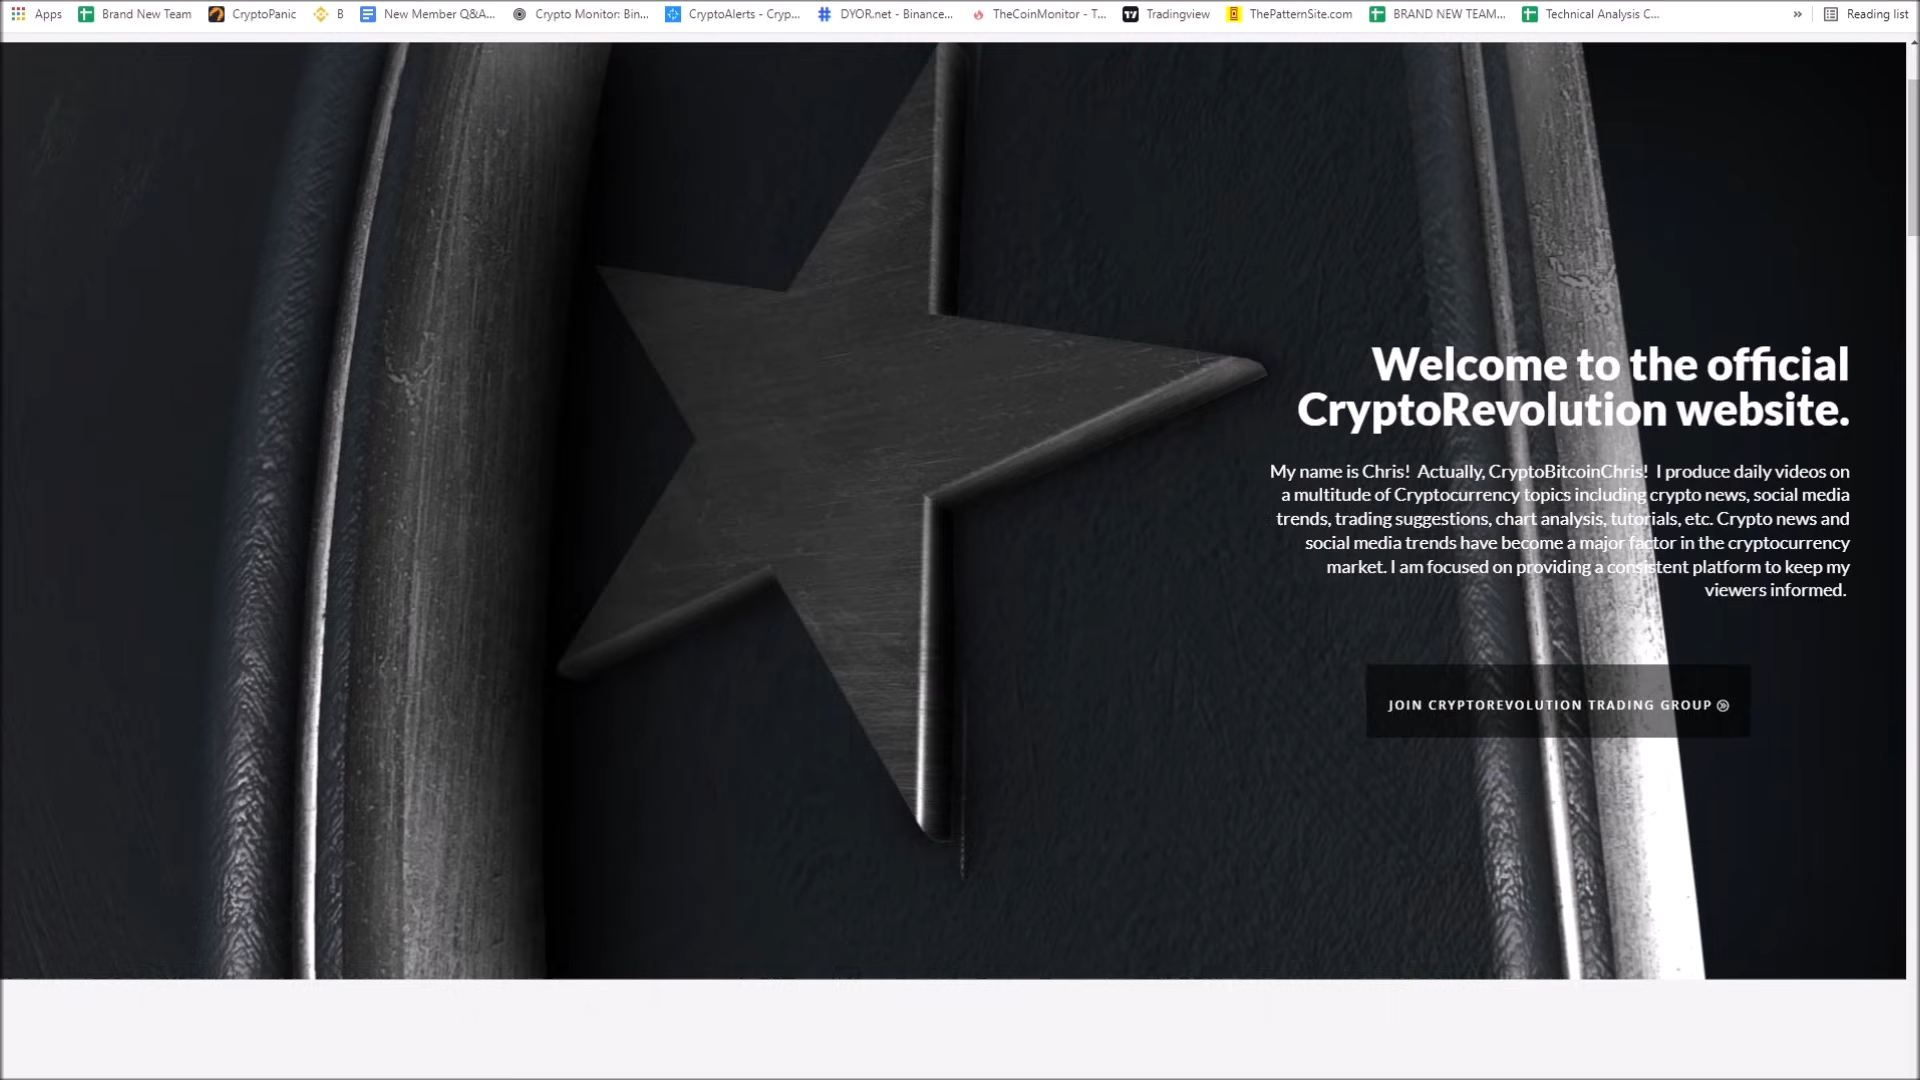 Apps Brand New Team CryptoPanic B New Member Q&A... Crypto Monitor: Bin... CryptoAlerts - Cryp... DYOR.net - Binance... TheCoinMonitor - T... Tradingview ThePatternSite.com BRAND NEW TEAM... Technical Analysis C... » Reading list
Welcome to the official
CryptoRevolution website.
My name is Chris! Actually, CryptoBitcoinChris! I produce daily videos on
a multitude of Cryptocurrency topics including crypto news, social media
trends, trading suggestions, chart analysis, tutorials, etc. Crypto news and
social media trends have become a major factor in the cryptocurrency
market. I am focused on providing a consistent platform to keep my
viewers informed.
JOIN CRYPTOREVOLUTION TRADING GROUP